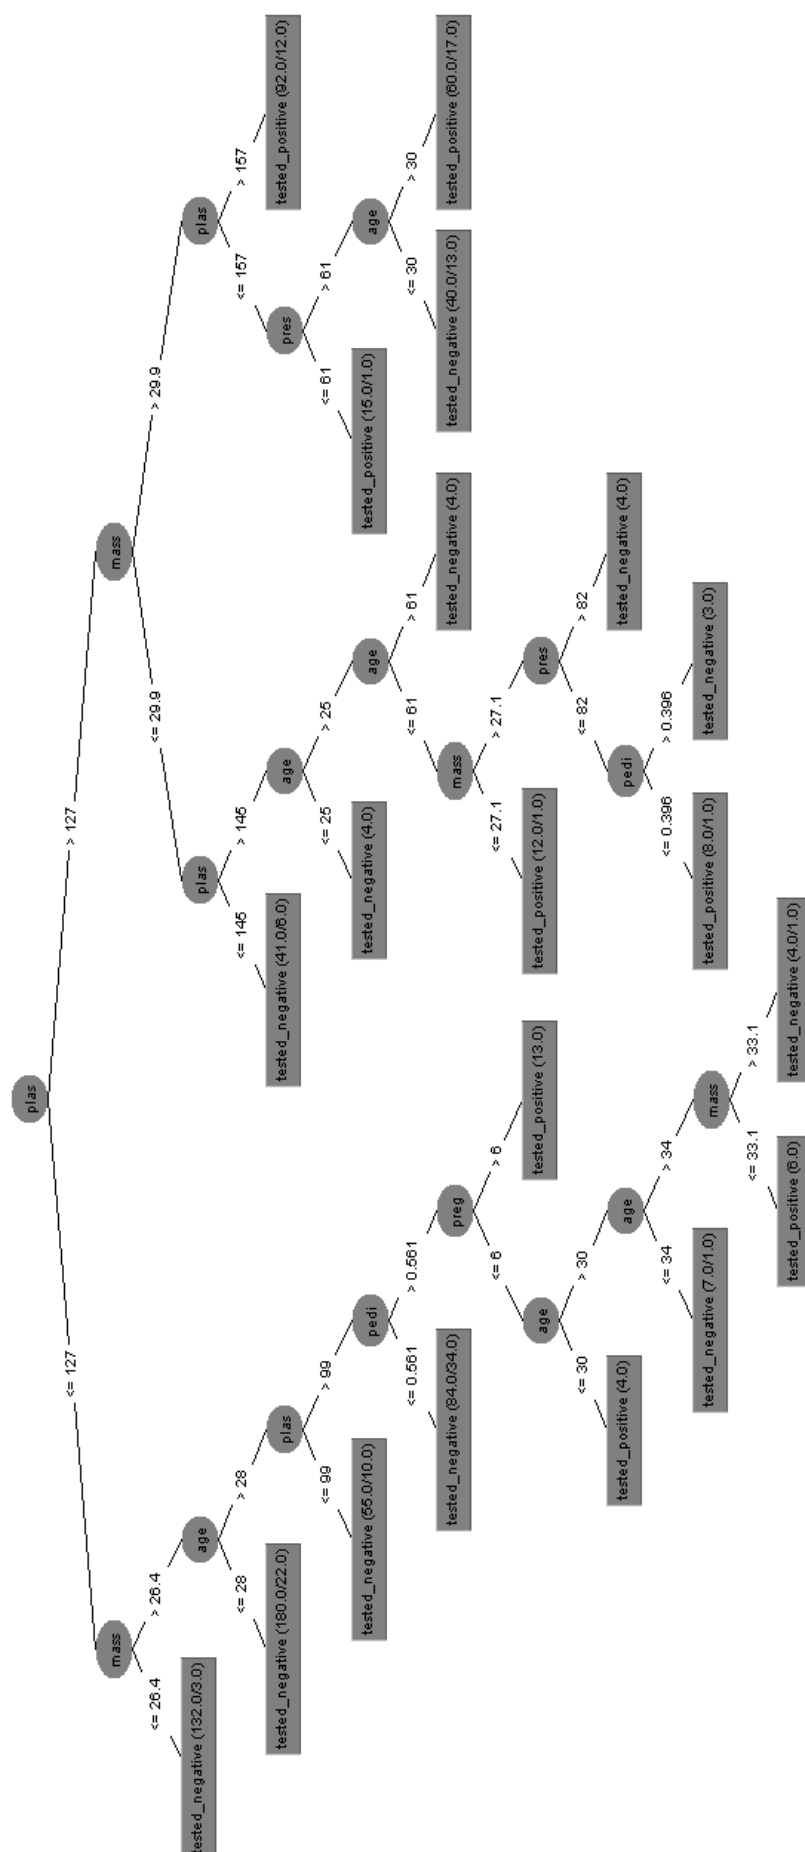 plas
<= 127
> 127
mass
mass
<= 26.4
> 26.4
<= 29.9
> 29.9
tested_negative (132.0/3.0)
age
plas
plas
<= 28
> 28
<= 145
> 145
<= 157
> 157
tested_negative (180.0/22.0)
plas
tested_negative (41.0/6.0)
age
pres
tested_positive (92.0/12.0)
<= 99
> 99
<= 25
> 25
<= 61
> 61
tested_negative (55.0/10.0)
pedi
tested_negative (4.0)
age
tested_positive (15.0/1.0)
age
<= 0.561
> 0.561
<= 61
> 61
<= 30
> 30
tested_negative (84.0/34.0)
preg
mass
tested_negative (4.0)
tested_negative (40.0/13.0)
tested_positive (60.0/17.0)
<= 6
> 6
<= 27.1
> 27.1
age
tested_positive (13.0)
tested_positive (12.0/1.0)
pres
<= 30
> 30
<= 82
> 82
tested_positive (4.0)
age
pedi
tested_negative (4.0)
<= 34
> 34
<= 0.396
> 0.396
tested_negative (7.0/1.0)
mass
tested_positive (8.0/1.0)
tested_negative (3.0)
<= 33.1
> 33.1
tested_positive (6.0)
tested_negative (4.0/1.0)